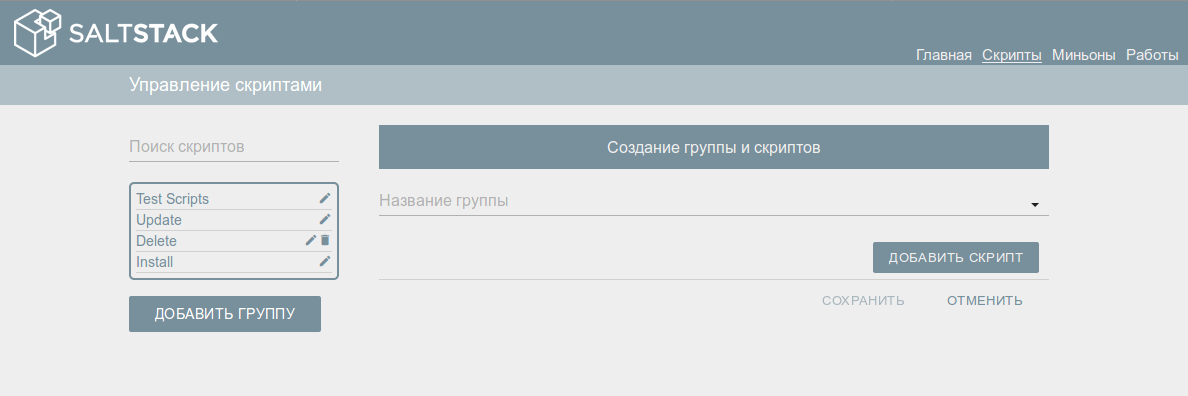 SALTSTACK
Главная Скрипты Миньоны Работы
Управление скриптами
Поиск скриптов
Test Scripts
Update
Delete
Install
ДОБАВИТЬ ГРУППУ
Создание группы и скриптов
Название группы
ДОБАВИТЬ СКРИПТ
СОХРАНИТЬ ОТМЕНИТЬ